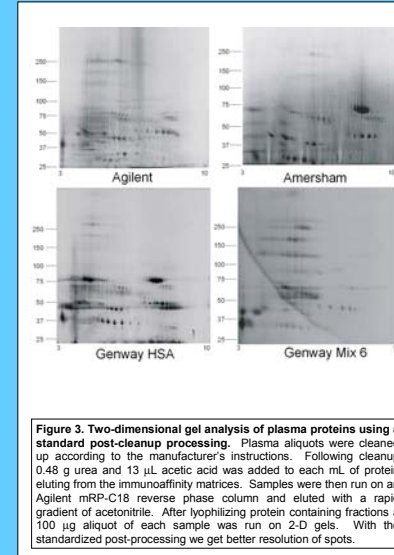 250
150
100
75
50
37
25
3
10
Agilent
250
150
100
75
50
37
25
3
10
Amersham
250
150
100
75
50
37
25
3
10
Genway HSA
250
150
100
75
50
37
25
3
10
Genway Mix 6
Figure 3. Two-dimensional gel analysis of plasma proteins using a
standard post-cleanup processing. Plasma aliquots were cleaned
up according to the manufacturer's instructions. Following cleanup
0.48 g urea and 13 µL acetic acid was added to each mL of protein
eluting from the immunoaffinity matrices. Samples were then run on an
Agilent mRP-C18 reverse phase column and eluted with a rapid
gradient of acetonitrile. After lyophilizing protein containing fractions a
100 µg aliquot of each sample was run on 2-D gels. With the
standardized post-processing we get better resolution of spots.